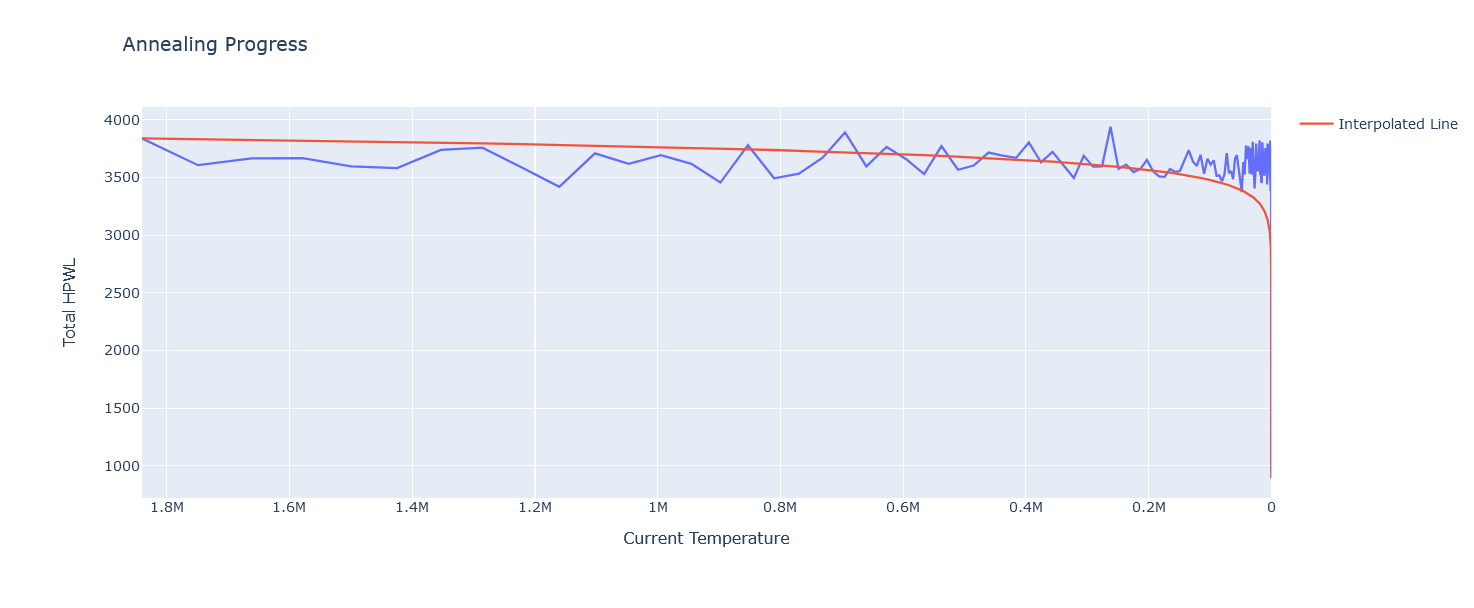 Annealing Progress
Interpolated Line
Total HPWL
4000
3500
3000
2500
2000
1500
1000
1.8M 1.6M 1.4M 1.2M 1M 0.8M 0.6M 0.4M 0.2M 0
Current Temperature